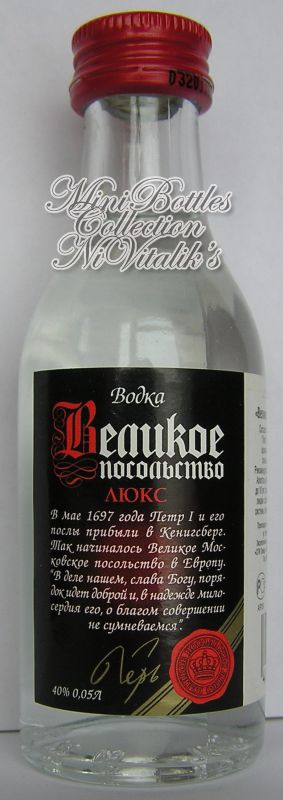 D320
MiniBottles
Collection
NiVitalik's
Водка
Великое
посольство
ЛЮКС
В мае 1697 года Петр I и его
послы прибыли в Кенигсберг.
Так начиналось Великое Мос-
ковское посольство в Европу.
"В деле нашем, слава Богу, поря-
док идет доброй и, в надежде мило-
сердия его, о благом совершении
не сумневаемся".
40% 0,05Л